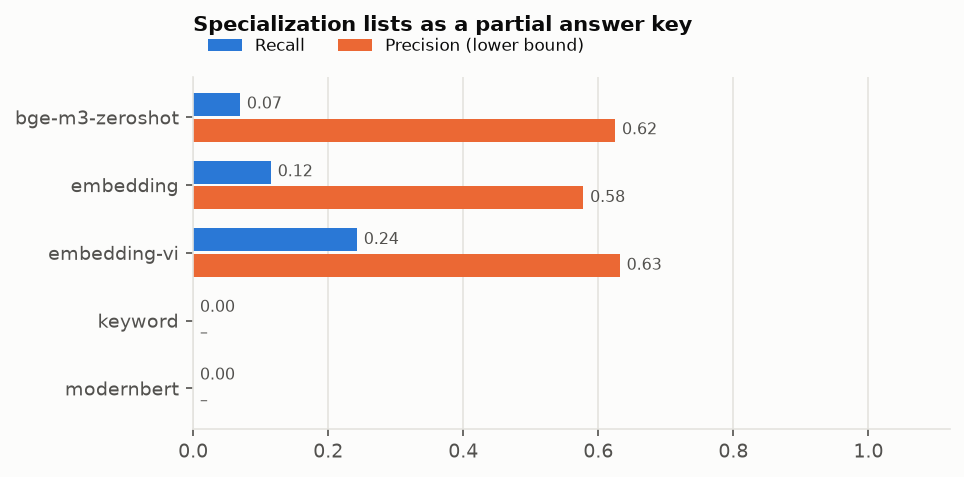 Specialization lists as a partial answer key
Recall Precision (lower bound)
bge-m3-zeroshot 0.07
0.62
embedding 0.12
0.58
embedding-vi 0.24
0.63
keyword 0.00
–
modernbert 0.00
–
0.0 0.2 0.4 0.6 0.8 1.0